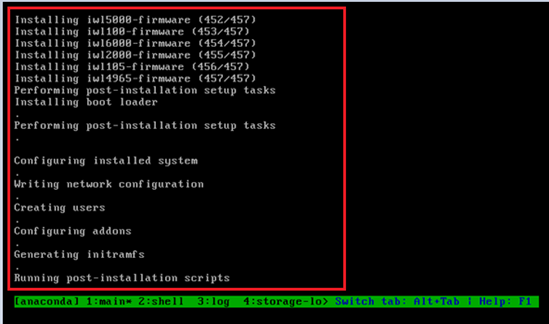 Installing iwl5000-firmware (452/457)
Installing iwl100-firmware (453/457)
Installing iwl6000-firmware (454/457)
Installing iwl2000-firmware (455/457)
Installing iwl105-firmware (456/457)
Installing iwl4965-firmware (457/457)
Performing post-installation setup tasks
Installing boot loader
.
Performing post-installation setup tasks
.
Configuring installed system
.
Writing network configuration
.
Creating users
.
Configuring addons
.
Generating initramfs
.
Running post-installation scripts
[anaconda] 1:main* 2:shell  3:log  4:storage-lo> Switch tab: Alt+Tab | Help: F1